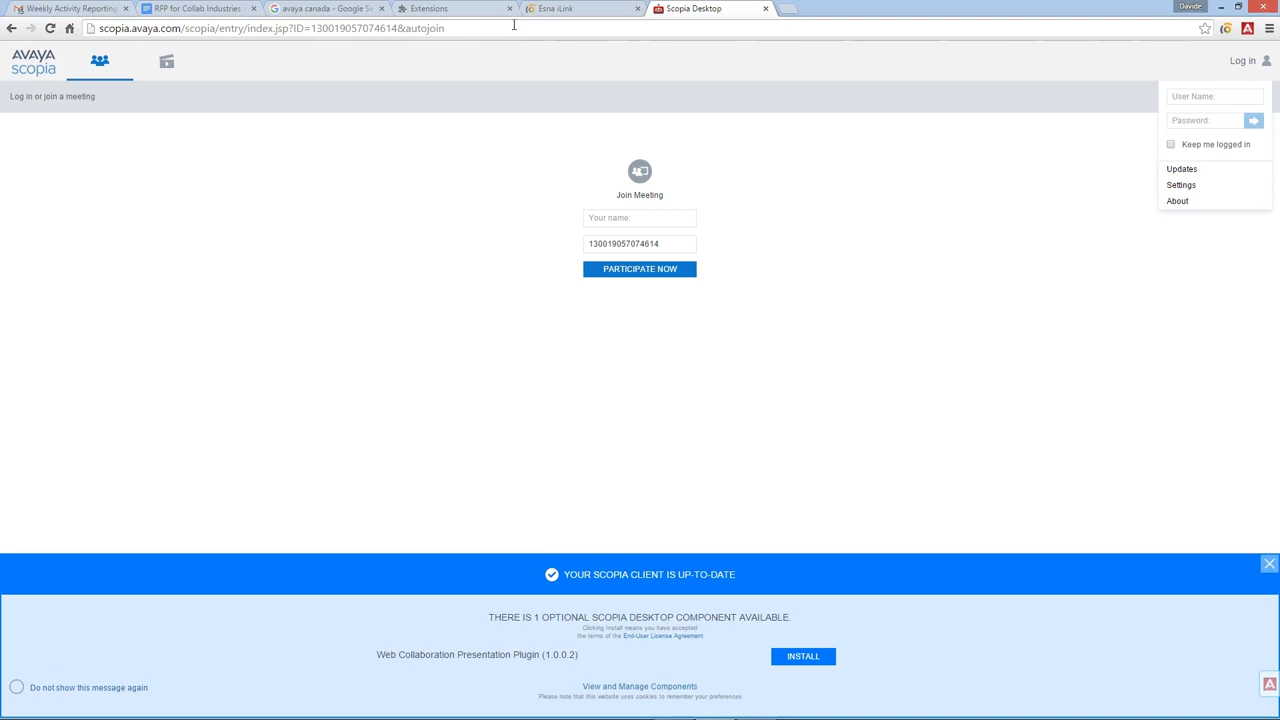 Weekly Activity Reporting
RFP for Collab Industries
avaya canada - Google Se
Extensions
Esna iLink
Scopia Desktop
Davide
scopia.avaya.com/scopia/entry/index.jsp?ID=130019057074614&autojoin
AVAYA
scopia
Log in
Log in or join a meeting
User Name:
Password:
Keep me logged in
Updates
Settings
About
Join Meeting
Your name:
130019057074614
PARTICIPATE NOW
YOUR SCOPIA CLIENT IS UP-TO-DATE
THERE IS 1 OPTIONAL SCOPIA DESKTOP COMPONENT AVAILABLE.
Clicking Install means you have accepted
the terms of the End-User License Agreement
Web Collaboration Presentation Plugin (1.0.0.2)
INSTALL
Do not show this message again
View and Manage Components
Please note that this website uses cookies to remember your preferences